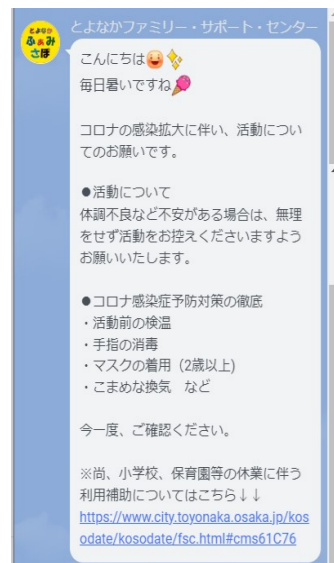 とよなか
ふぁみ
さぽ
とよなかファミリー・サポート・センター
こんにちは
毎日暑いですね
コロナの感染拡大に伴い、活動につい
てのお願いです。
●活動について
体調不良など不安がある場合は、無理
をせず活動をお控えくださいますよう
お願いいたします。
●コロナ感染症予防対策の徹底
・活動前の検温
・手指の消毒
・マスクの着用（2歳以上)
・こまめな換気　など
今一度、ご確認ください。
※尚、小学校、保育園等の休業に伴う
利用補助についてはこちら↓↓
https://www.city.toyonaka.osaka.jp/kos
odate/kosodate/fsc.html#cms61C76